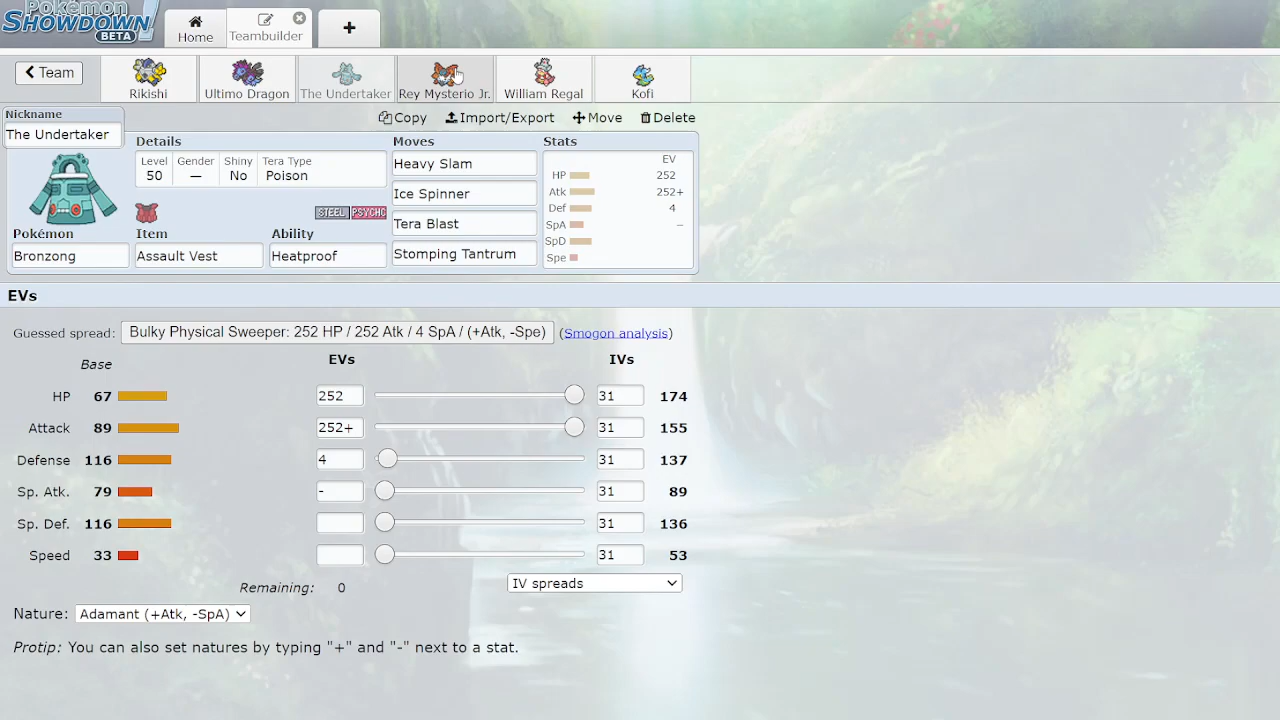 Pokémon
SHOWDOWN!
BETA
Home
Teambuilder
+
Team
Rikishi
Ultimo Dragon
The Undertaker
Rey Mysterio Jr.
William Regal
Kofi
Nickname
The Undertaker
Copy
Import/Export
Move
Delete
Details
Level
50
Gender
—
Shiny
No
Tera Type
Poison
STEEL
PSYCHC
Pokémon
Bronzong
Item
Assault Vest
Ability
Heatproof
Moves
Heavy Slam
Ice Spinner
Tera Blast
Stomping Tantrum
Stats
EV
HP 252
Atk 252+
Def 4
SpA –
SpD
Spe
EVs
Guessed spread: Bulky Physical Sweeper: 252 HP / 252 Atk / 4 SpA / (+Atk, -Spe) (Smogon analysis)
Base EVs IVs
HP 67 252 31 174
Attack 89 252+ 31 155
Defense 116 4 31 137
Sp. Atk. 79 - 31 89
Sp. Def. 116 31 136
Speed 33 31 53
Remaining: 0
IV spreads
Nature: Adamant (+Atk, -SpA)
Protip: You can also set natures by typing "+" and "-" next to a stat.